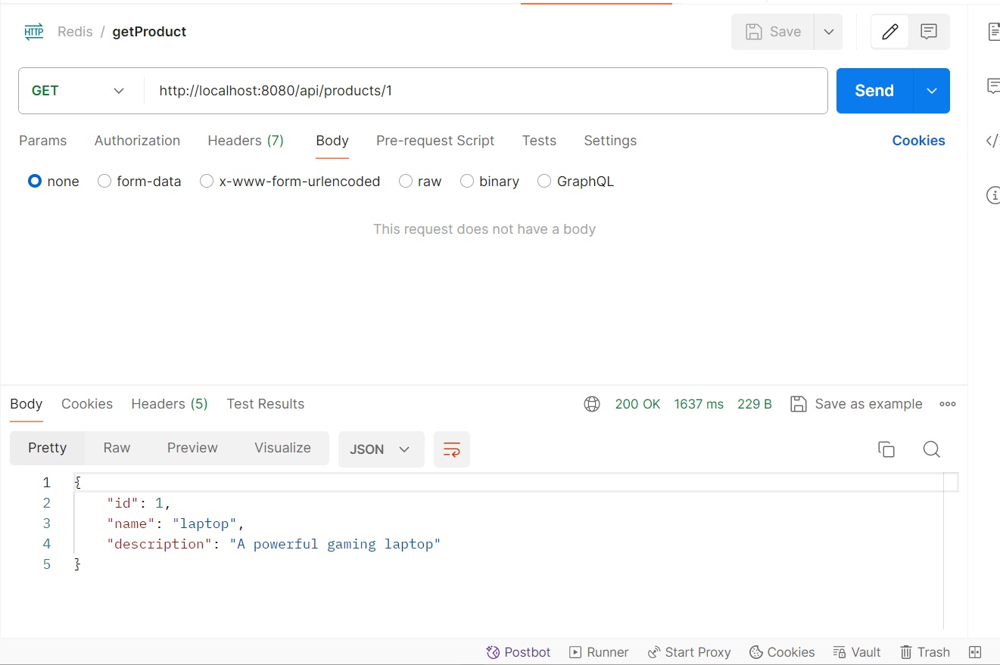 HTTP Redis / getProduct Save
GET http://localhost:8080/api/products/1 Send
Params Authorization Headers (7) Body Pre-request Script Tests Settings Cookies
none form-data x-www-form-urlencoded raw binary GraphQL
This request does not have a body
Body Cookies Headers (5) Test Results 200 OK 1637 ms 229 B Save as example
Pretty Raw Preview Visualize JSON
1 {
2 "id": 1,
3 "name": "laptop",
4 "description": "A powerful gaming laptop"
5 }
Postbot Runner Start Proxy Cookies Vault Trash